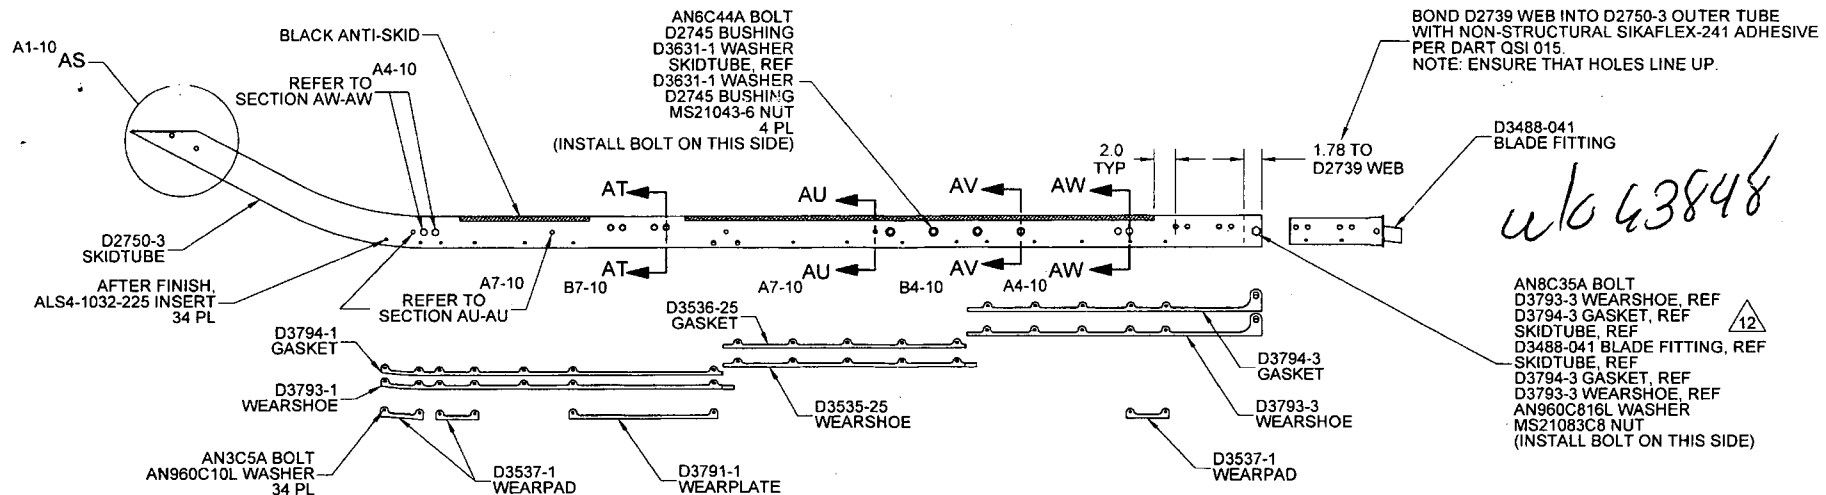 A1-10
AS
BLACK ANTI-SKID
A4-10
REFER TO
SECTION AW-AW
AN6C44A BOLT
D2745 BUSHING
D3631-1 WASHER
SKIDTUBE, REF
D3631-1 WASHER
D2745 BUSHING
MS21043-6 NUT
4 PL
(INSTALL BOLT ON THIS SIDE)
BOND D2739 WEB INTO D2750-3 OUTER TUBE
WITH NON-STRUCTURAL SIKAFLEX-241 ADHESIVE
PER DART QSI 015.
NOTE: ENSURE THAT HOLES LINE UP.
2.0
TYP
1.78 TO
D2739 WEB
D3488-041
BLADE FITTING
w/o 43848
AT
AU
AV
AW
D2750-3
SKIDTUBE
AFTER FINISH,
ALS4-1032-225 INSERT
34 PL
REFER TO
SECTION AU-AU
A7-10
AT
B7-10
AU
A7-10
AV
B4-10
AW
A4-10
D3794-1
GASKET
D3793-1
WEARSHOE
AN3C5A BOLT
AN960C10L WASHER
34 PL
D3537-1
WEARPAD
D3791-1
WEARPLATE
D3536-25
GASKET
D3535-25
WEARSHOE
D3794-3
GASKET
D3793-3
WEARSHOE
D3537-1
WEARPAD
AN8C35A BOLT
D3793-3 WEARSHOE, REF
D3794-3 GASKET, REF
SKIDTUBE, REF
D3488-041 BLADE FITTING, REF
SKIDTUBE, REF
D3794-3 GASKET, REF
D3793-3 WEARSHOE, REF
AN960C816L WASHER
MS21083C8 NUT
(INSTALL BOLT ON THIS SIDE)
12